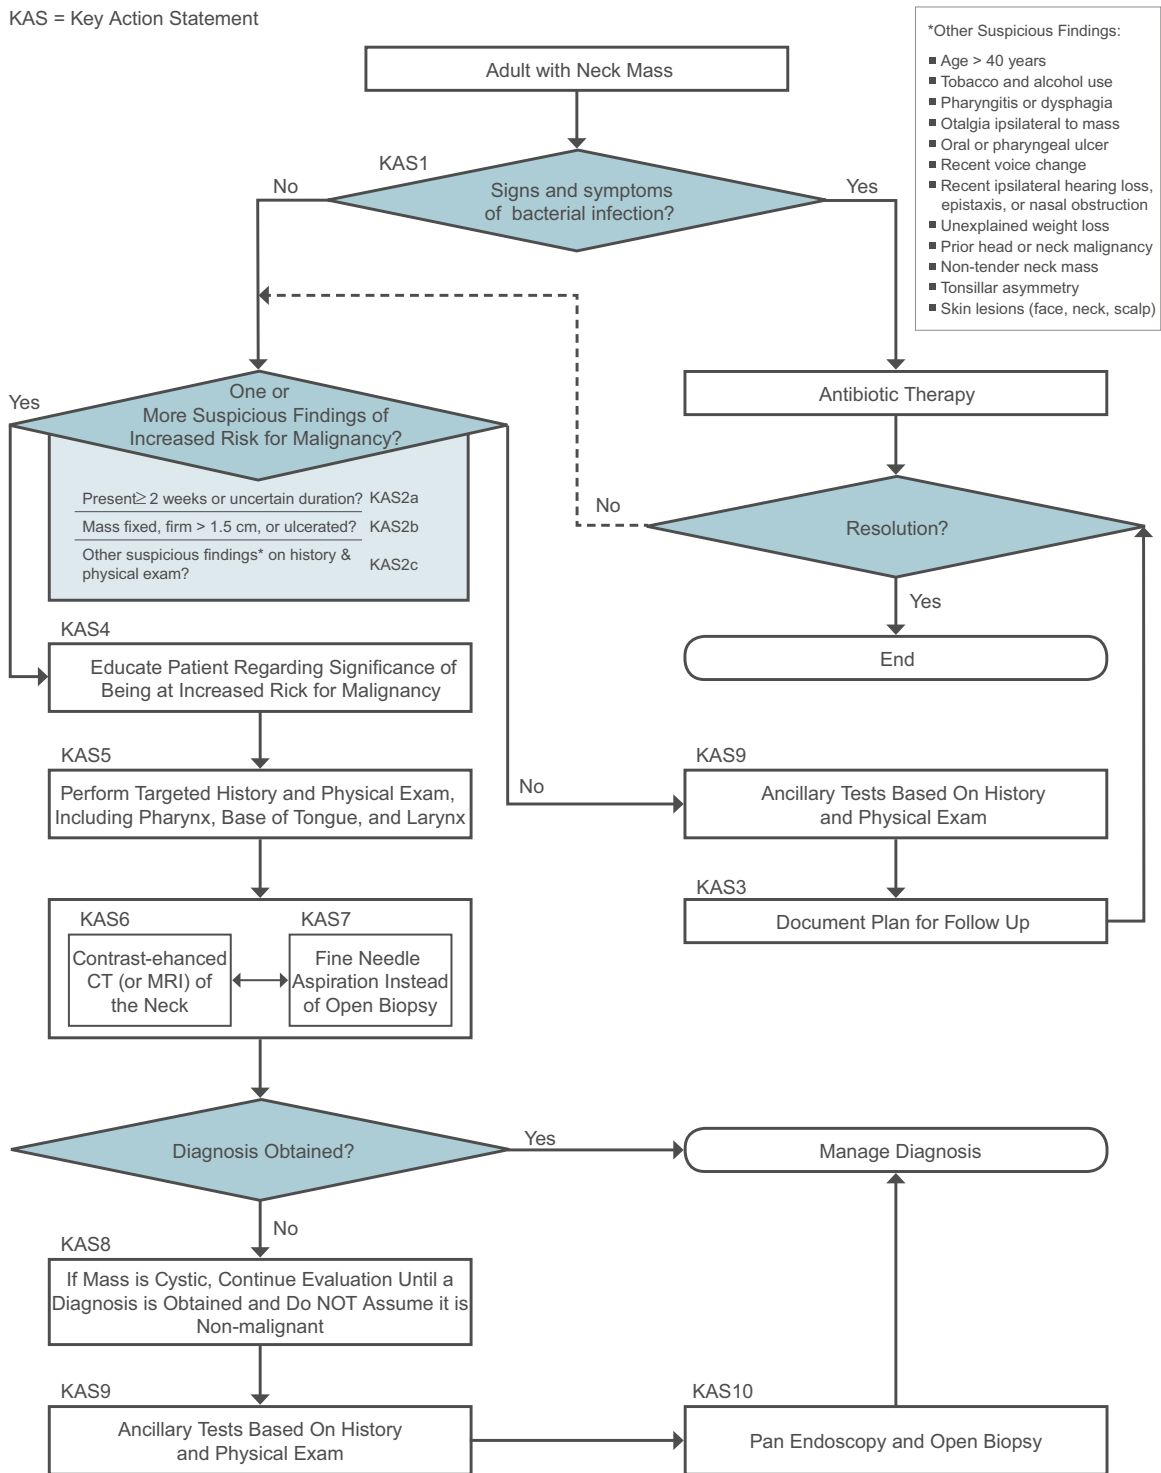 KAS = Key Action Statement
*Other Suspicious Findings:
■ Age > 40 years
■ Tobacco and alcohol use
■ Pharyngitis or dysphagia
■ Otalgia ipsilateral to mass
■ Oral or pharyngeal ulcer
■ Recent voice change
■ Recent ipsilateral hearing loss,
epistaxis, or nasal obstruction
■ Unexplained weight loss
■ Prior head or neck malignancy
■ Non-tender neck mass
■ Tonsillar asymmetry
■ Skin lesions (face, neck, scalp)
Adult with Neck Mass
KAS1
Signs and symptoms
of bacterial infection?
No
Yes
One or
More Suspicious Findings of
Increased Risk for Malignancy?
Yes
Present≥ 2 weeks or uncertain duration? KAS2a
Mass fixed, firm > 1.5 cm, or ulcerated? KAS2b
Other suspicious findings* on history &
physical exam?
KAS2c
Antibiotic Therapy
No
Resolution?
Yes
End
KAS4
Educate Patient Regarding Significance of
Being at Increased Rick for Malignancy
KAS5
Perform Targeted History and Physical Exam,
Including Pharynx, Base of Tongue, and Larynx
No
KAS9
Ancillary Tests Based On History
and Physical Exam
KAS3
Document Plan for Follow Up
KAS6
Contrast-ehanced
CT (or MRI) of
the Neck
KAS7
Fine Needle
Aspiration Instead
of Open Biopsy
Diagnosis Obtained?
Yes
Manage Diagnosis
No
KAS8
If Mass is Cystic, Continue Evaluation Until a
Diagnosis is Obtained and Do NOT Assume it is
Non-malignant
KAS9
Ancillary Tests Based On History
and Physical Exam
KAS10
Pan Endoscopy and Open Biopsy